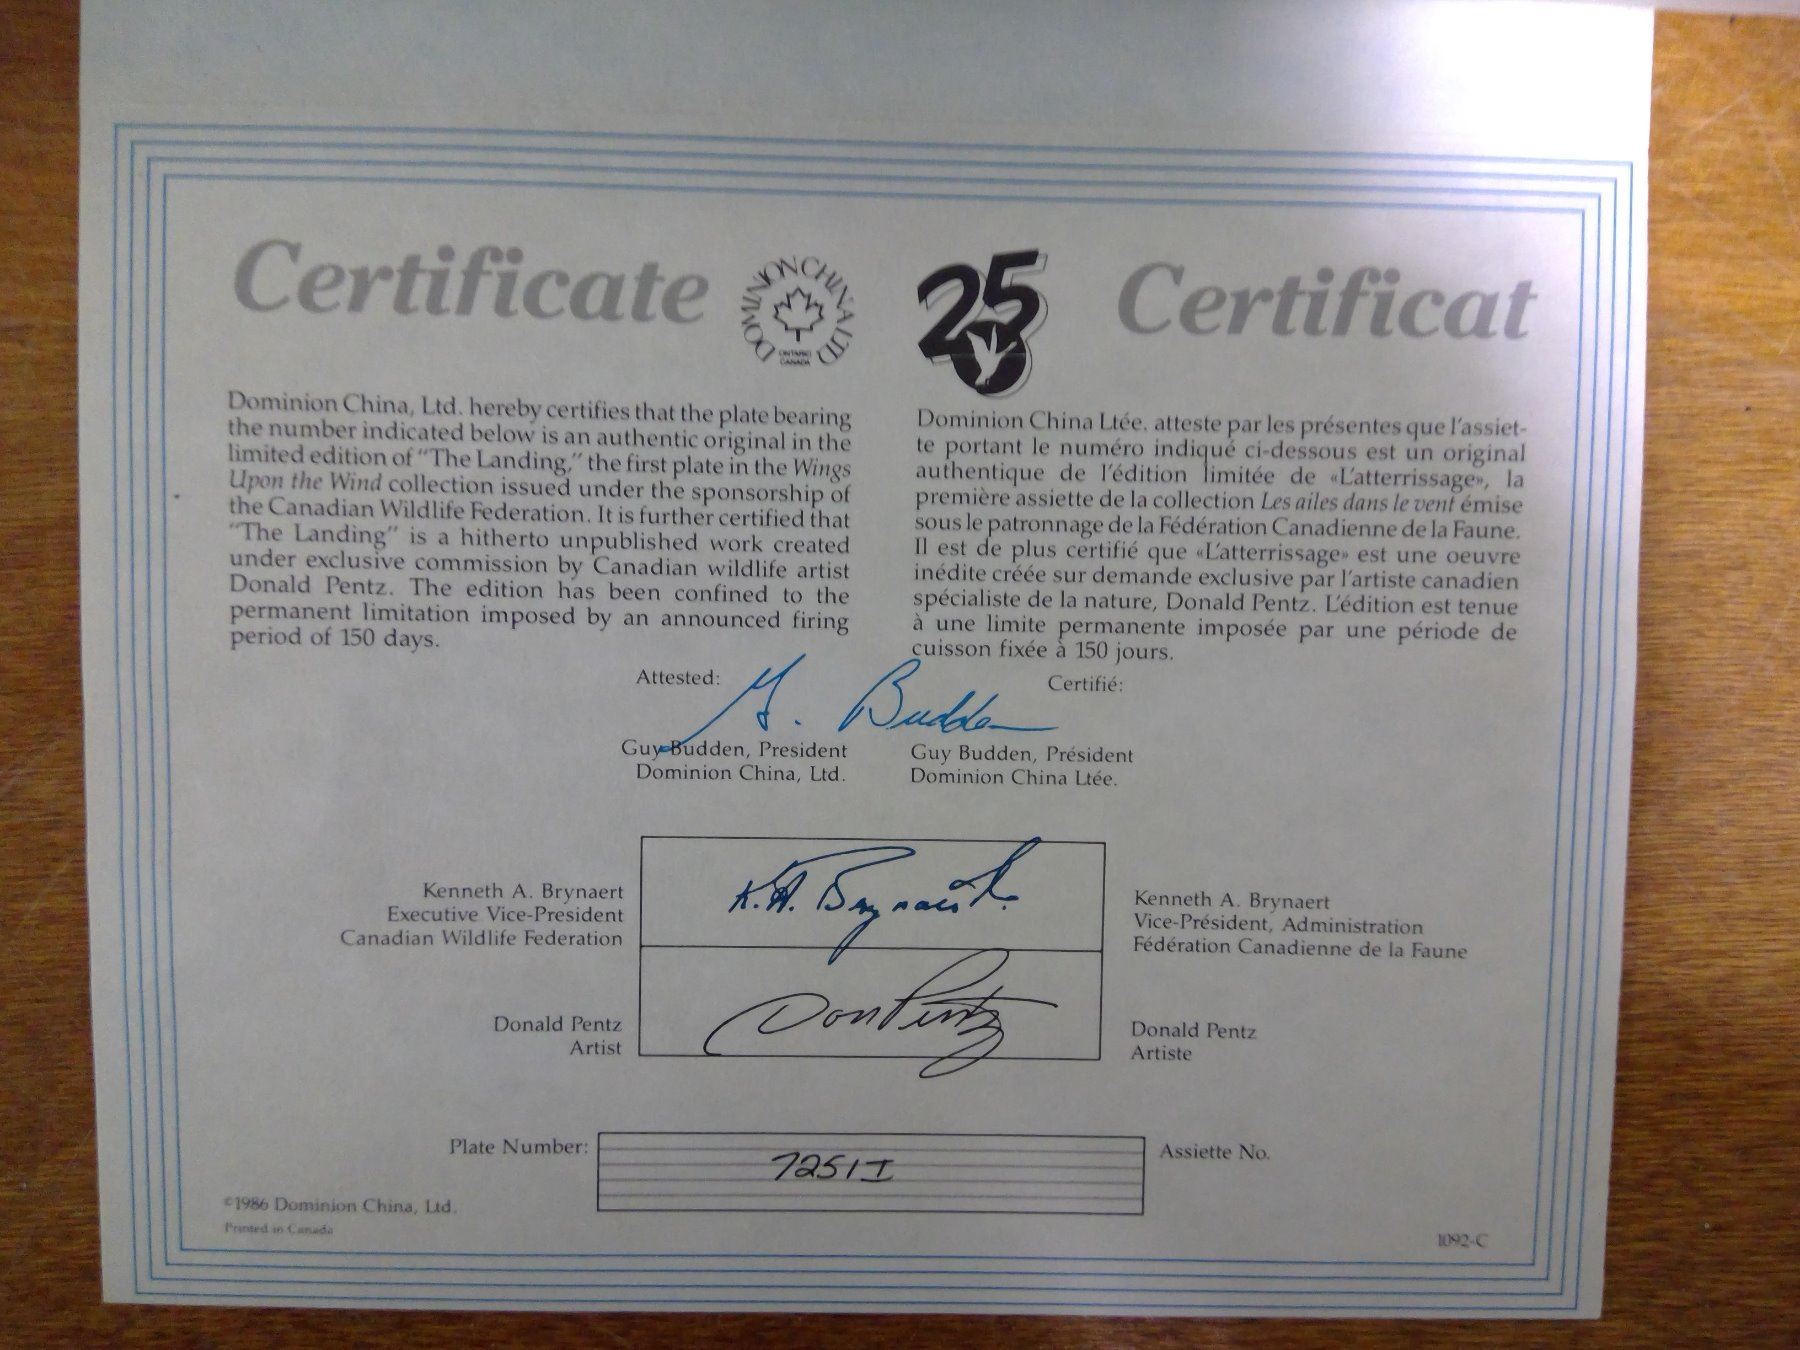 Certificate
DOMINION CHINA LTD.
ONTARIO
CANADA
25
Certificat
Dominion China, Ltd. hereby certifies that the plate bearing
the number indicated below is an authentic original in the
limited edition of "The Landing," the first plate in the Wings
Upon the Wind collection issued under the sponsorship of
the Canadian Wildlife Federation. It is further certified that
"The Landing" is a hitherto unpublished work created
under exclusive commission by Canadian wildlife artist
Donald Pentz. The edition has been confined to the
permanent limitation imposed by an announced firing
period of 150 days.
Dominion China Ltée. atteste par les présentes que l'assiet-
te portant le numéro indiqué ci-dessous est un original
authentique de l'édition limitée de «L'atterrissage», la
première assiette de la collection Les ailes dans le vent émise
sous le patronnage de la Fédération Canadienne de la Faune.
Il est de plus certifié que «L'atterrissage» est une oeuvre
inédite créée sur demande exclusive par l'artiste canadien
spécialiste de la nature, Donald Pentz. L'édition est tenue
à une limite permanente imposée par une période de
cuisson fixée à 150 jours.
Attested:
G. Budden
Certifié:
Guy Budden, President
Dominion China, Ltd.
Guy Budden, Président
Dominion China Ltée.
Kenneth A. Brynaert
Executive Vice-President
Canadian Wildlife Federation
K.A. Brynaert
Kenneth A. Brynaert
Vice-Président, Administration
Fédération Canadienne de la Faune
Donald Pentz
Artist
Don Pentz
Donald Pentz
Artiste
Plate Number:
7251I
Assiette No.
©1986 Dominion China, Ltd.
Printed in Canada
1092-C